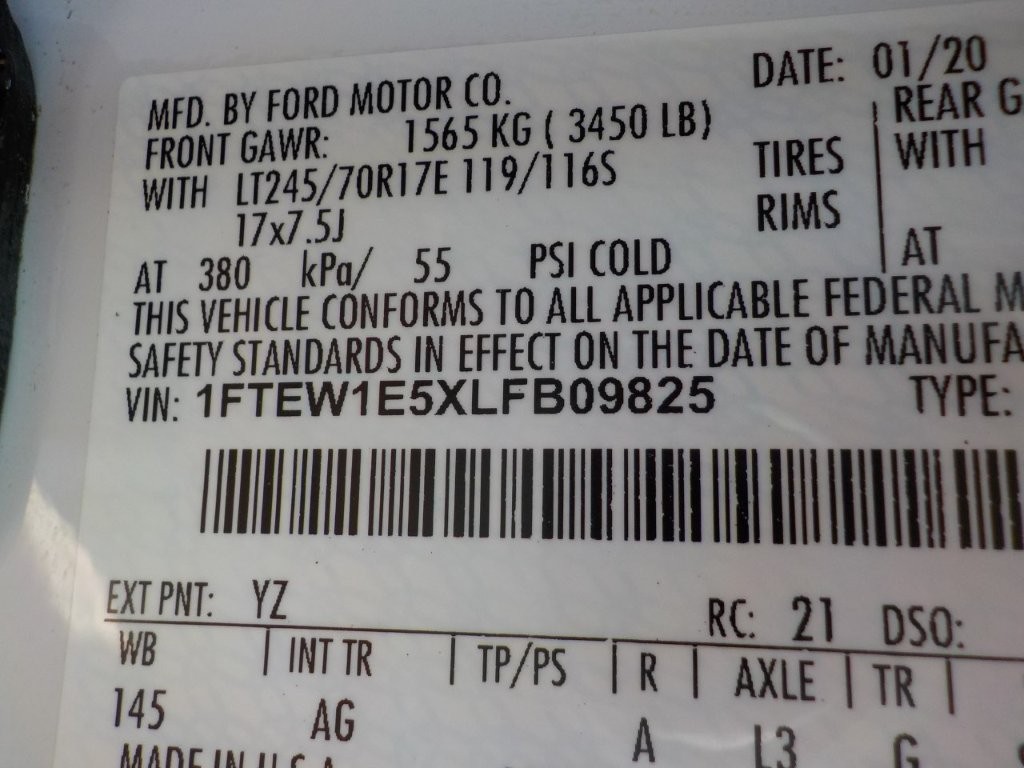 MFD. BY FORD MOTOR CO. DATE: 01/20
FRONT GAWR: 1565 KG ( 3450 LB) REAR
WITH LT245/70R17E 119/116S TIRES WITH
17x7.5J RIMS
AT 380 kPa/ 55 PSI COLD AT
THIS VEHICLE CONFORMS TO ALL APPLICABLE FEDERAL
SAFETY STANDARDS IN EFFECT ON THE DATE OF
VIN: 1FTEW1E5XLFB09825 TYPE:
EXT PNT: YZ RC: 21 DSO:
WB | INT TR | TP/PS | R | AXLE | TR |
145 AG A L3 G
MADE IN U.S.A.